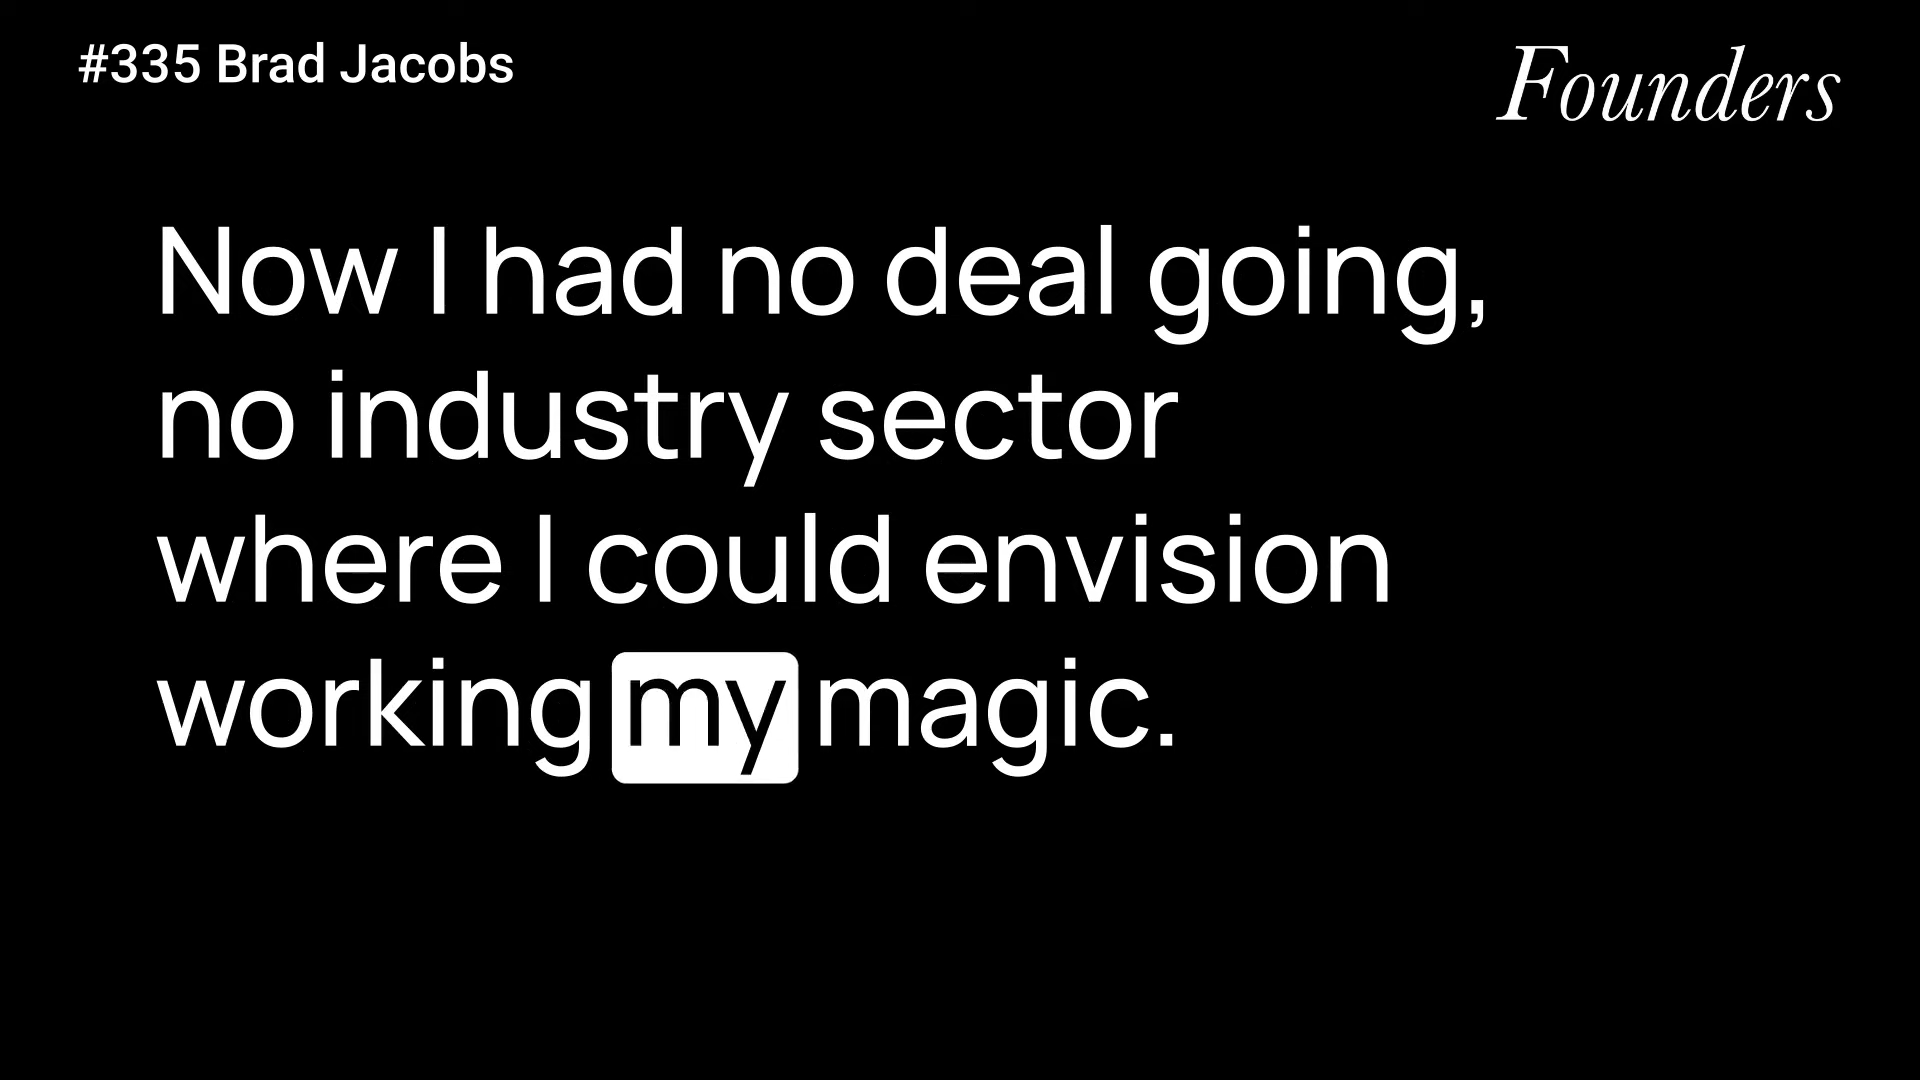 #335 Brad Jacobs
Founders
Now I had no deal going,
no industry sector
where I could envision
working my magic.